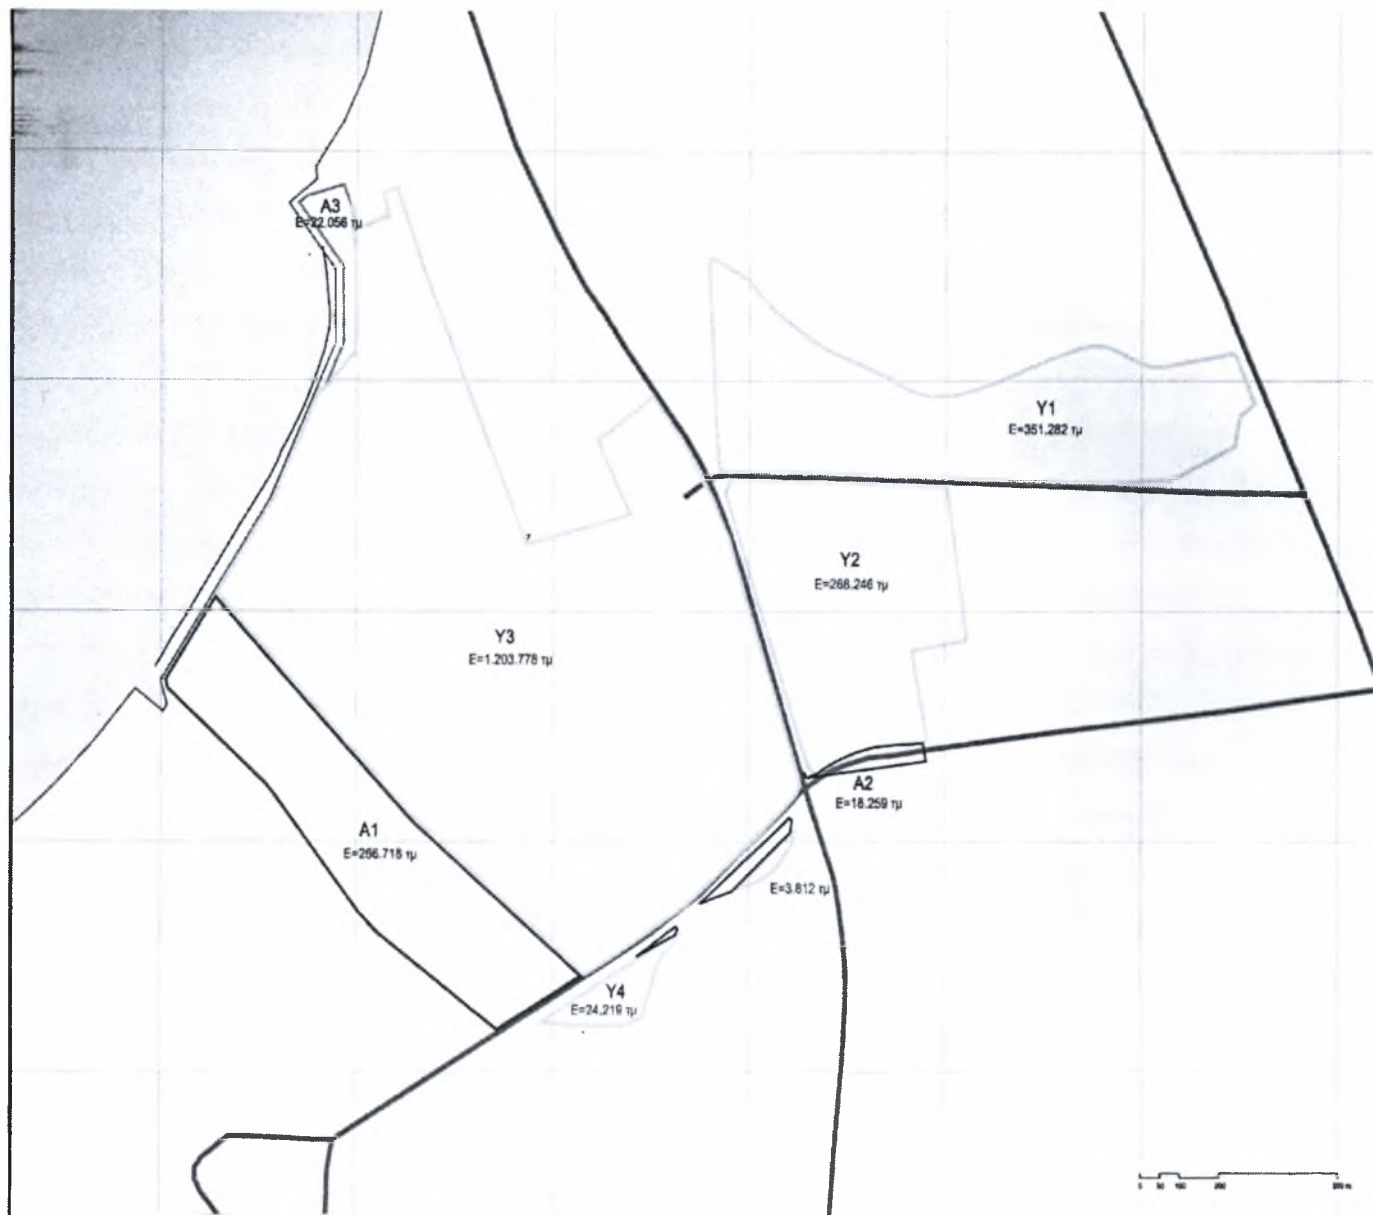 A3
E=22.056 τμ
Y1
E=351.282 τμ
Y2
E=266.246 τμ
Y3
E=1.203.778 τμ
A2
E=18.259 τμ
A1
E=266.718 τμ
E=3.812 τμ
Y4
E=24.219 τμ